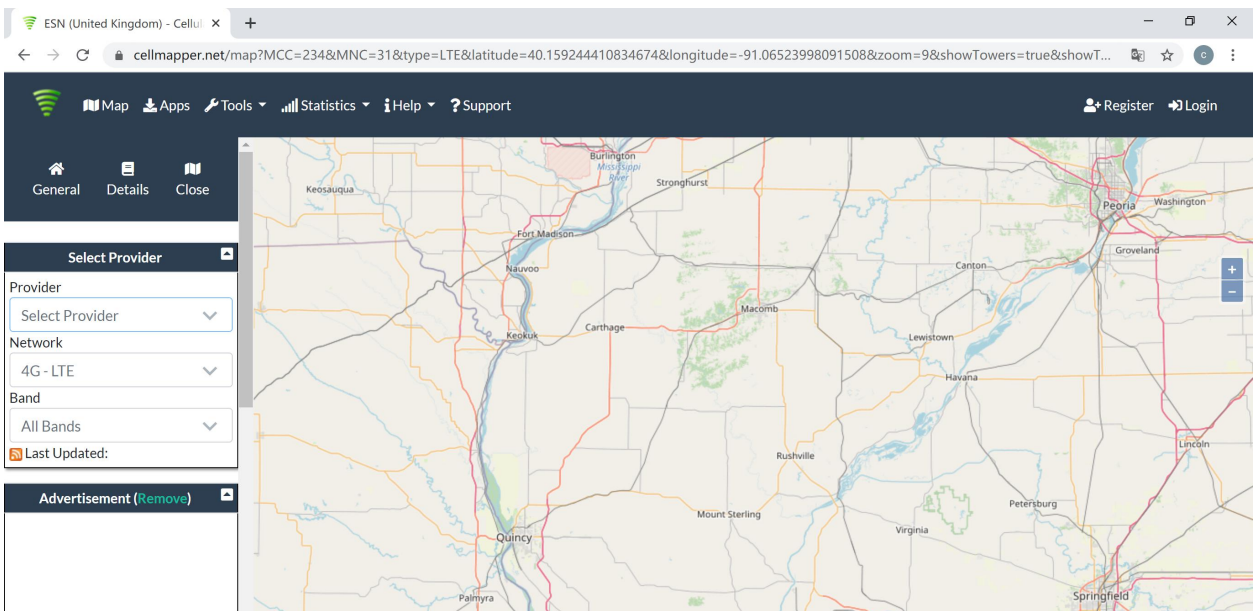 ESN (United Kingdom) - Cellul
cellmapper.net/map?MCC=234&MNC=31&type=LTE&latitude=40.159244410834674&longitude=-91.06523998091508&zoom=9&showTowers=true&showT...
C
Map Apps Tools Statistics Help ? Support Register Login
General Details Close
Select Provider
Provider
Select Provider
Network
4G - LTE
Band
All Bands
Last Updated:
Advertisement (Remove)
Burlington
Mississippi
River
Keosauqua
Stronghurst
Peoria
Washington
Fort Madison
Groveland
Nauvoo
Canton
+
−
Macomb
Keokuk
Carthage
Lewistown
Havana
Lincoln
Rushville
Petersburg
Mount Sterling
Virginia
Quincy
Palmyra
Springfield